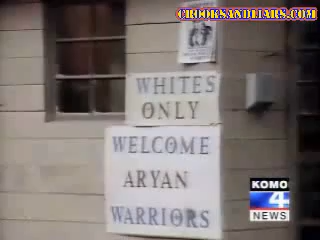 CROOKSANDLIARS.COM
WHITES
ONLY
WELCOME
ARYAN
WARRIORS
KOMO
4
NEWS